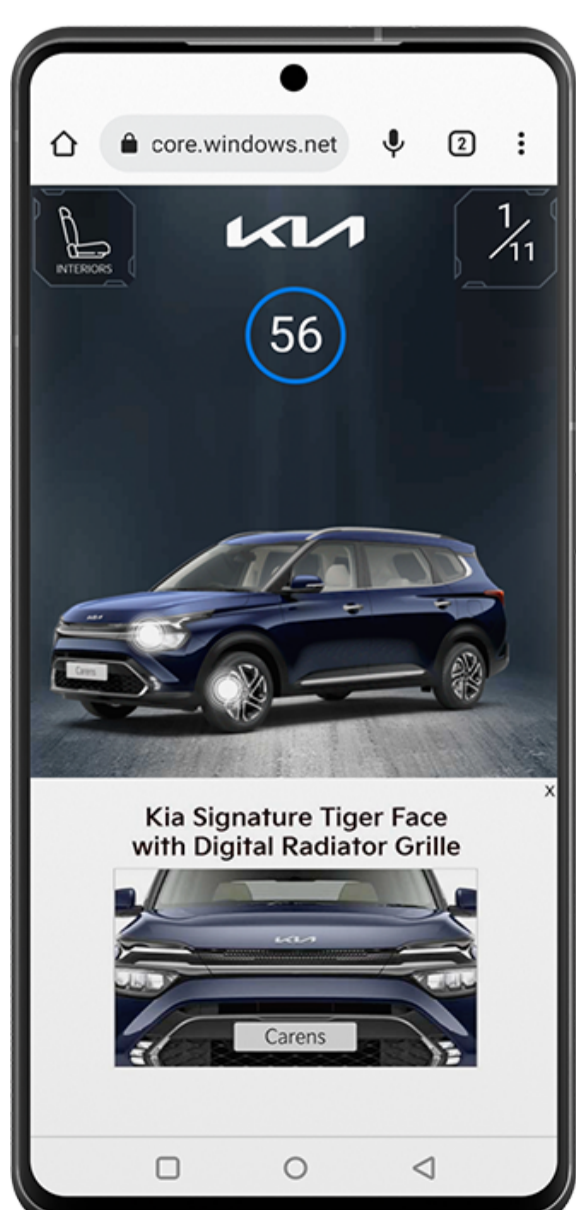 core.windows.net
2
INTERIORS
KIA
1/11
56
KIA
Carens
X
Kia Signature Tiger Face
with Digital Radiator Grille
KIA
Carens